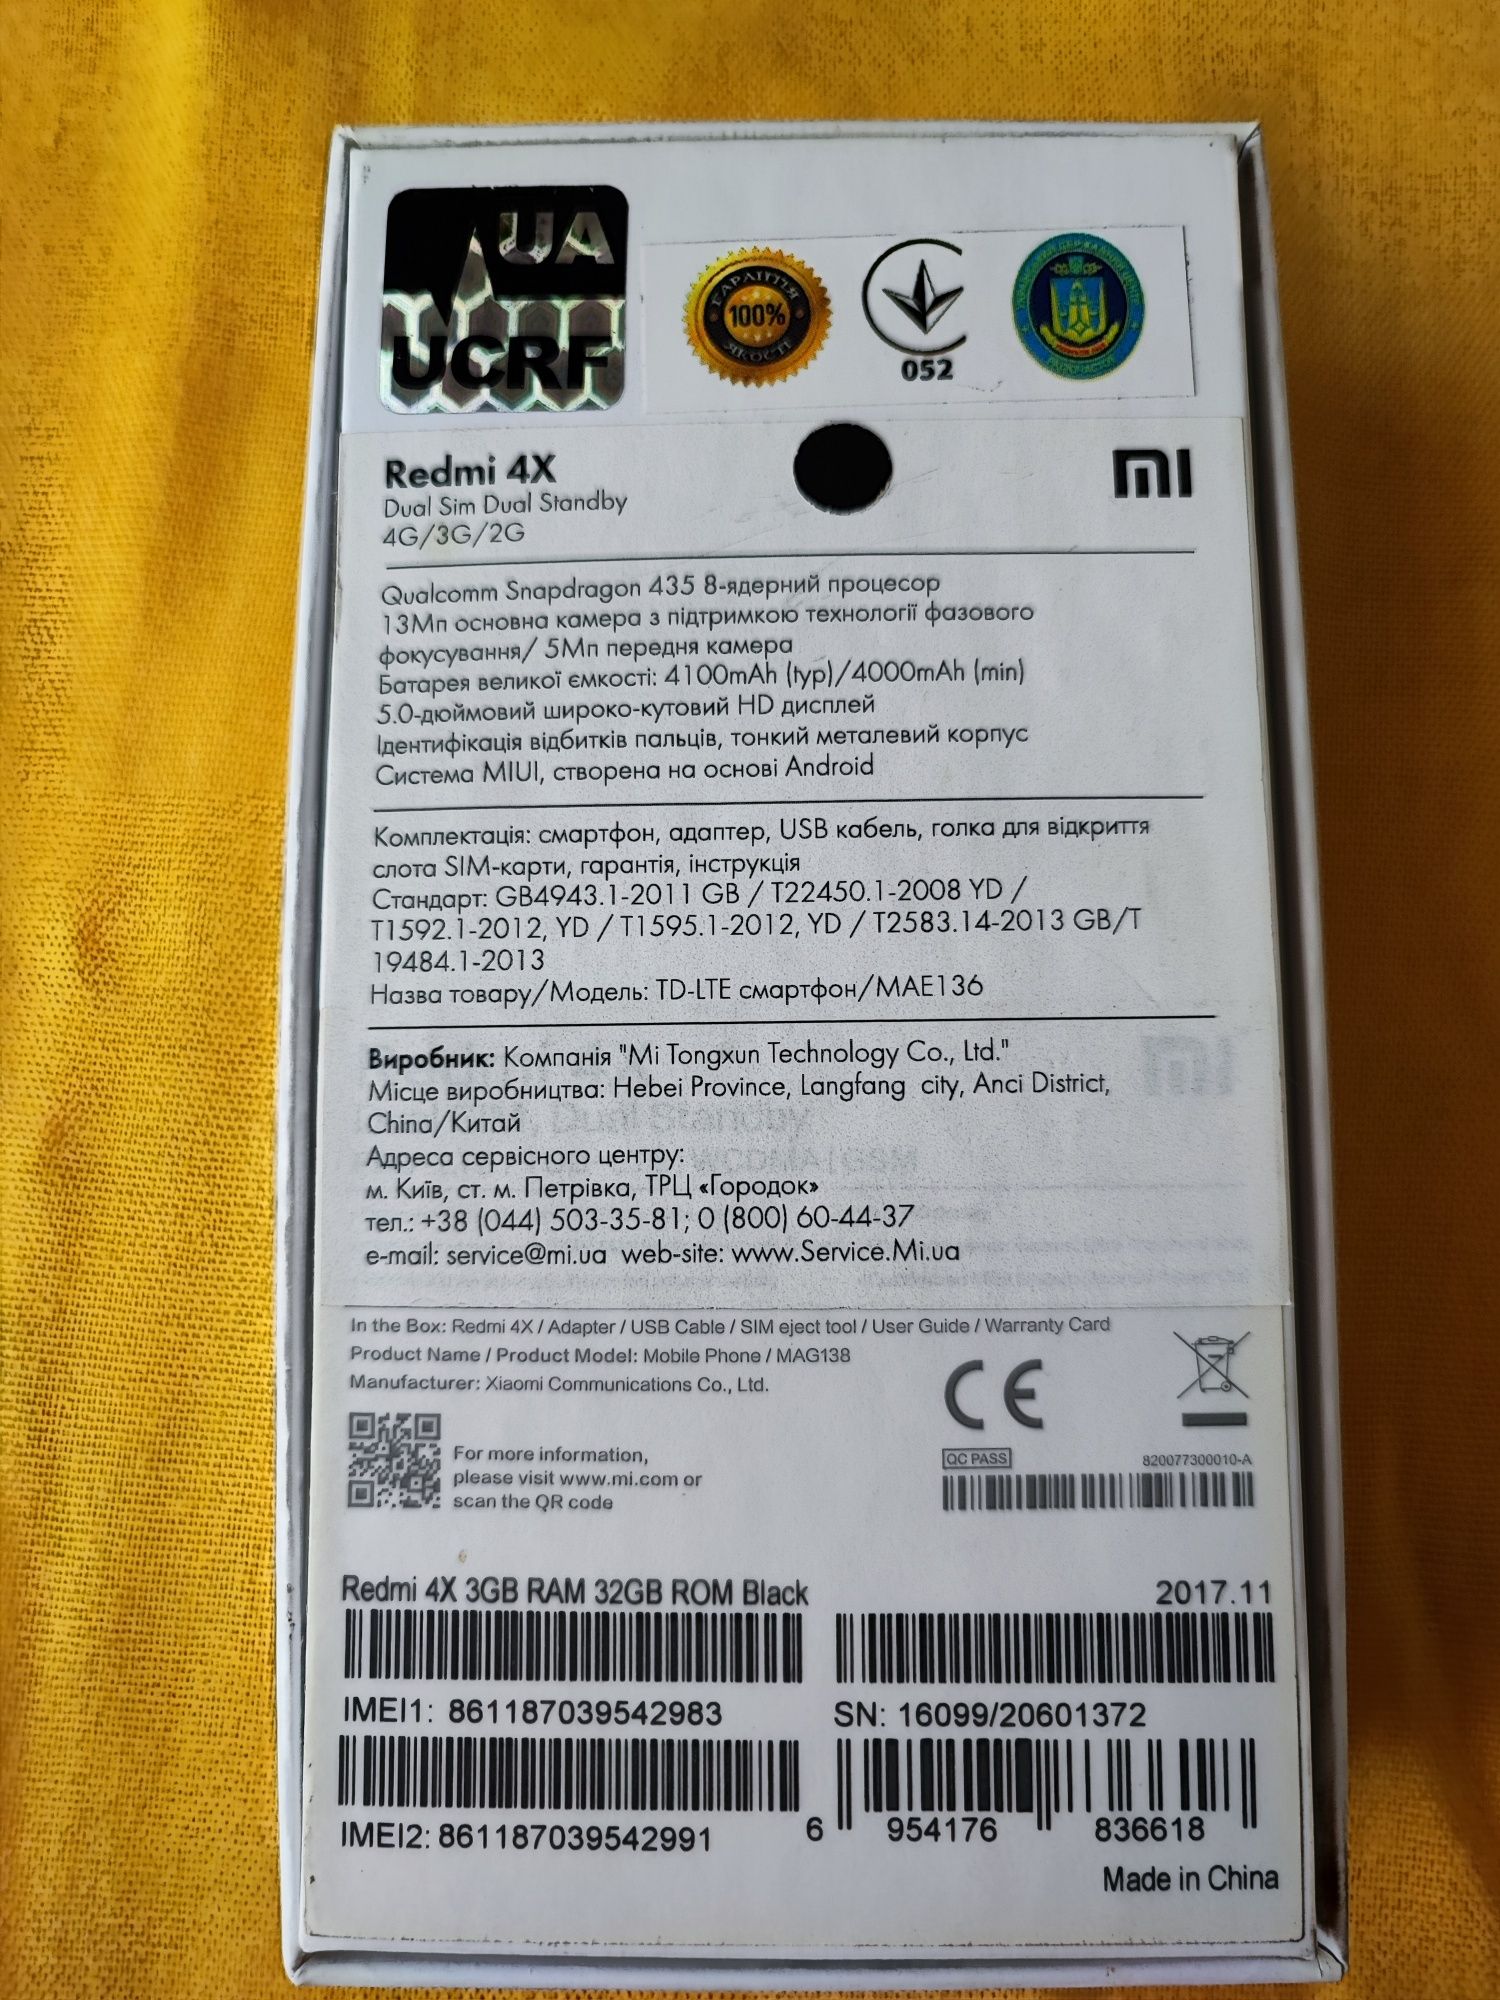 UA
UCRF
ГАРАНТІЯ
100%
ЯКОСТІ
052
Redmi 4X
Dual Sim Dual Standby
4G/3G/2G
MI
Qualcomm Snapdragon 435 8-ядерний процесор
13Мп основна камера з підтримкою технології фазового
фокусування/ 5Мп передня камера
Батарея великої ємкості: 4100mAh (typ)/4000mAh (min)
5.0-дюймовий широко-кутовий HD дисплей
Ідентифікація відбитків пальців, тонкий металевий корпус
Система MIUI, створена на основі Android
Комплектація: смартфон, адаптер, USB кабель, голка для відкриття
слота SIM-карти, гарантія, інструкція
Стандарт: GB4943.1-2011 GB / T22450.1-2008 YD /
T1592.1-2012, YD / T1595.1-2012, YD / T2583.14-2013 GB/T
19484.1-2013
Назва товару/Модель: TD-LTE смартфон/MAE136
Виробник: Компанія "Mi Tongxun Technology Co., Ltd."
Місце виробництва: Hebei Province, Langfang city, Anci District,
China/Китай
Адреса сервісного центру:
м. Київ, ст. м. Петрівка, ТРЦ «Городок»
тел.: +38 (044) 503-35-81; 0 (800) 60-44-37
e-mail: service@mi.ua web-site: www.Service.Mi.ua
In the Box: Redmi 4X / Adapter / USB Cable / SIM eject tool / User Guide / Warranty Card
Product Name / Product Model: Mobile Phone / MAG138
Manufacturer: Xiaomi Communications Co., Ltd.
CE
For more information,
please visit www.mi.com or
scan the QR code
QC PASS
820077300010-A
Redmi 4X 3GB RAM 32GB ROM Black
2017.11
IMEI1: 861187039542983
SN: 16099/20601372
IMEI2: 861187039542991
6 954176 836618
Made in China